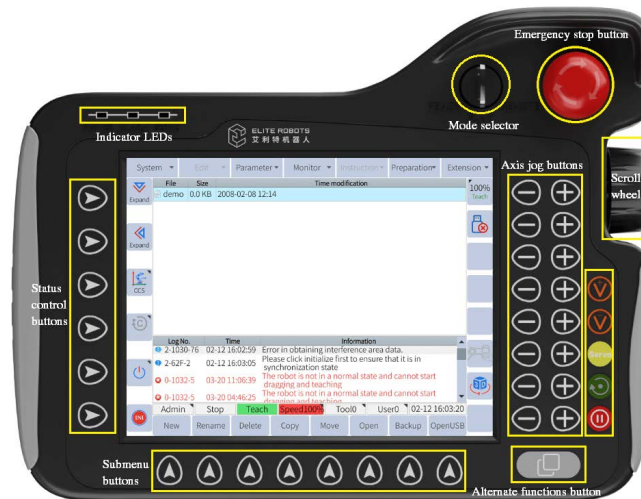 Emergency stop button
Mode selector
Indicator LEDs
ELITE ROBOTS
艾利特机器人
Axis jog buttons
Scroll wheel
System Edit Parameter Monitor Instruction Preparation Extension
File Size Time modification
demo 0.0 KB 2008-02-08 12:14
100%
Teach
Expand
Expand
CCS
Status control buttons
Servo
Log No. Time Information
2-1030-76 02-12 16:02:59 Error in obtaining interference area data.
2-62F-2 02-12 16:03:05 Please click initialize first to ensure that it is in
synchronization state
0-1032-5 03-20 11:06:39 The robot is not in a normal state and cannot start
dragging and teaching
0-1032-5 03-20 04:46:25 The robot is not in a normal state and cannot start
dragging and teaching
Admin Stop Teach Speed100% Tool0 User0 02-12 16:03:20
INI
New Rename Delete Copy Move Open Backup OpenUSB
Submenu buttons
Alternate functions button